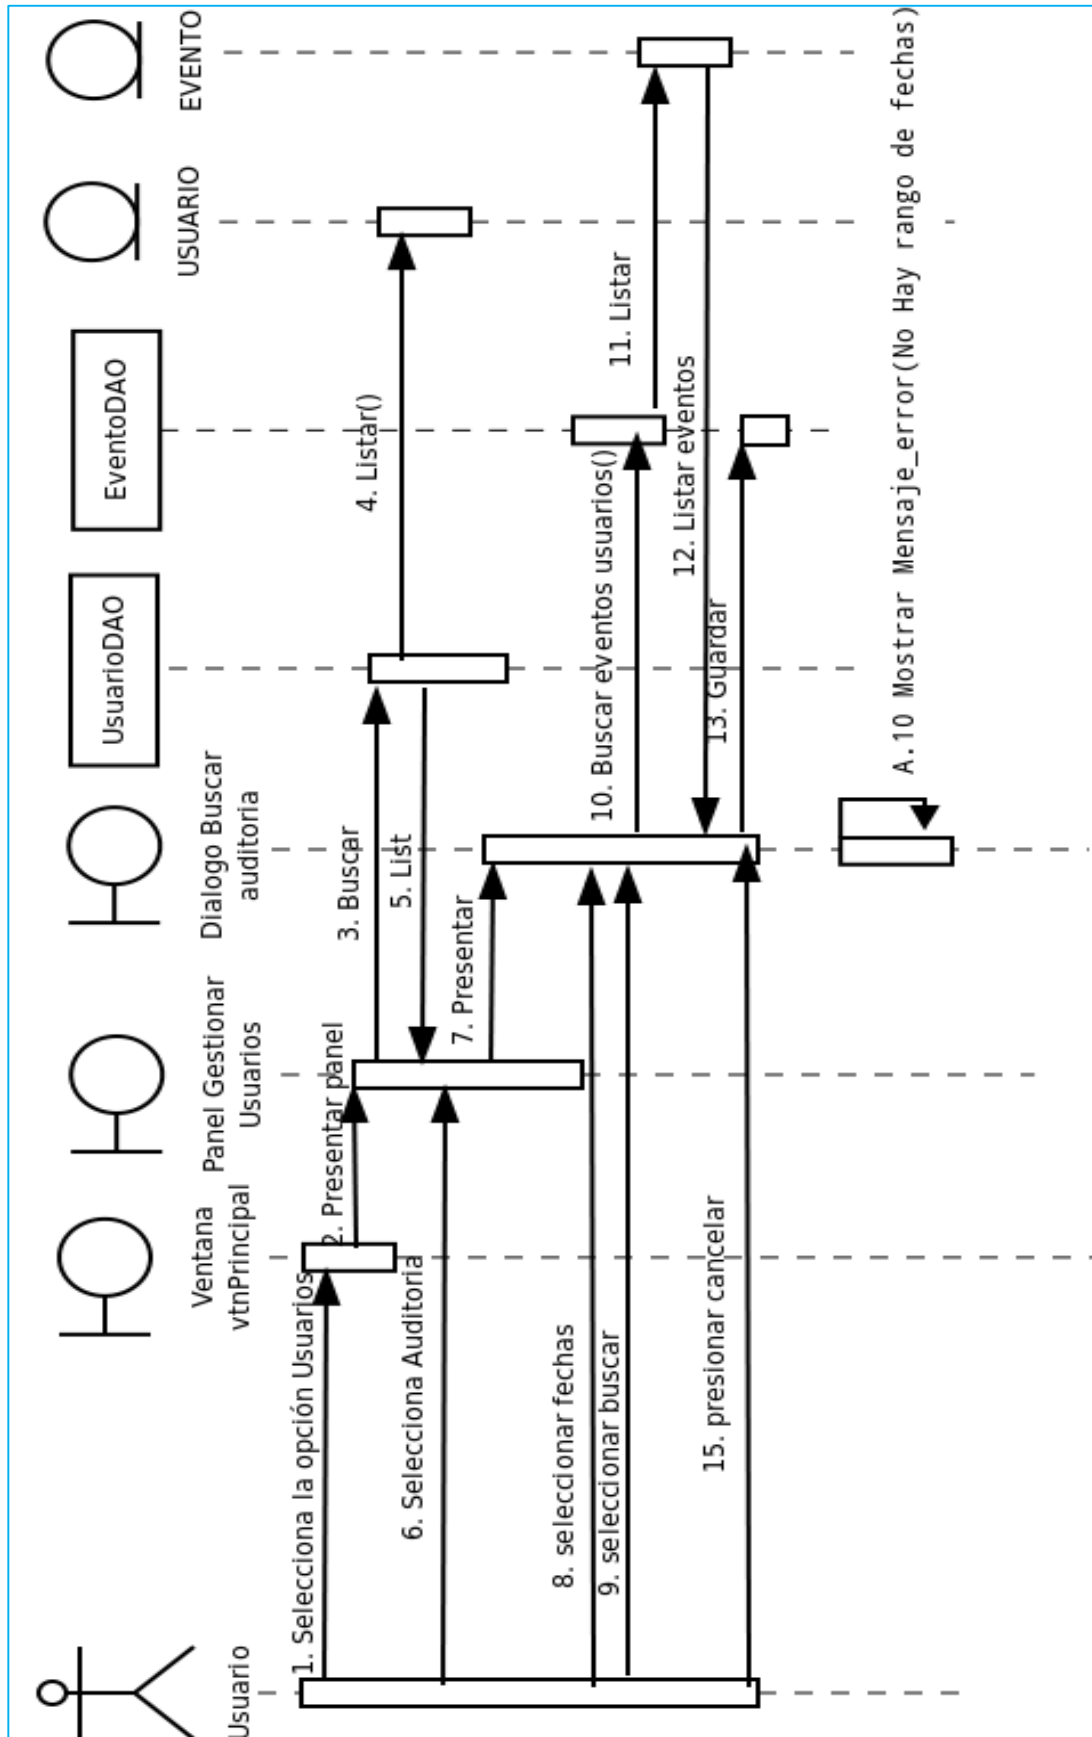 Usuario
Ventana
vtnPrincipal
Panel Gestionar
Usuarios
Dialogo Buscar
auditoria
UsuarioDAO
EventoDAO
USUARIO
EVENTO
1. Selecciona la opción Usuarios
2. Presentar panel
3. Buscar
4. Listar()
5. List
6. Selecciona Auditoria
7. Presentar
8. seleccionar fechas
9. seleccionar buscar
10. Buscar eventos usuarios()
11. Listar
12. Listar eventos
13. Guardar
15. presionar cancelar
A.10 Mostrar Mensaje_error(No Hay rango de fechas)